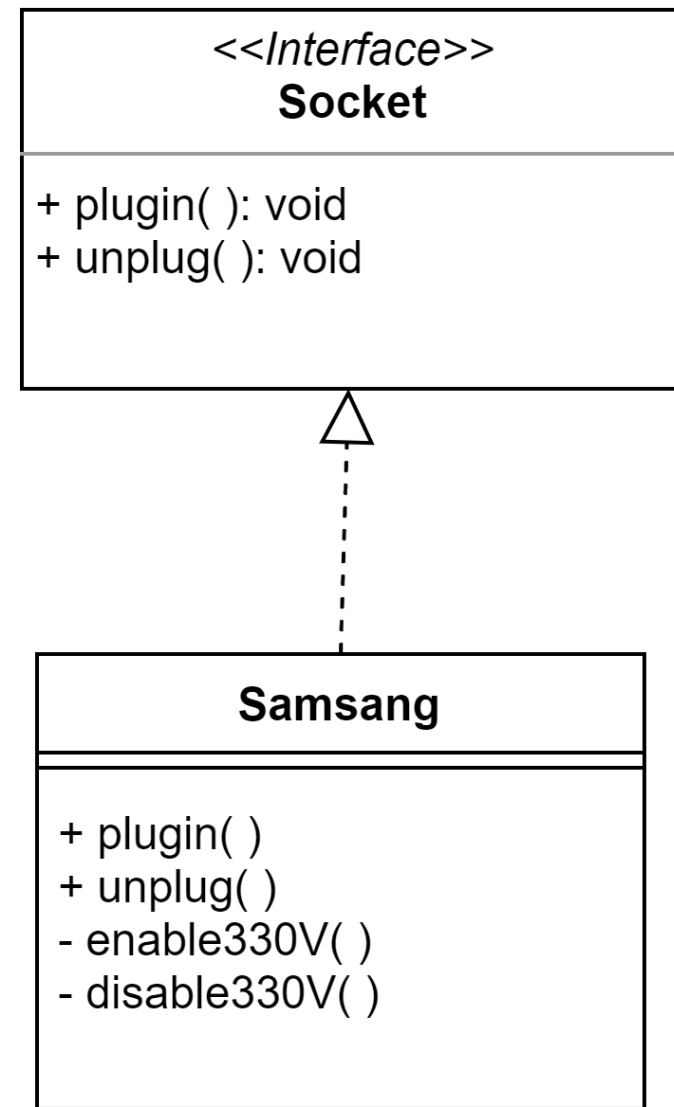 <<Interface>>
Socket
+ plugin( ): void
+ unplug( ): void
Samsang
+ plugin( )
+ unplug( )
- enable330V( )
- disable330V( )